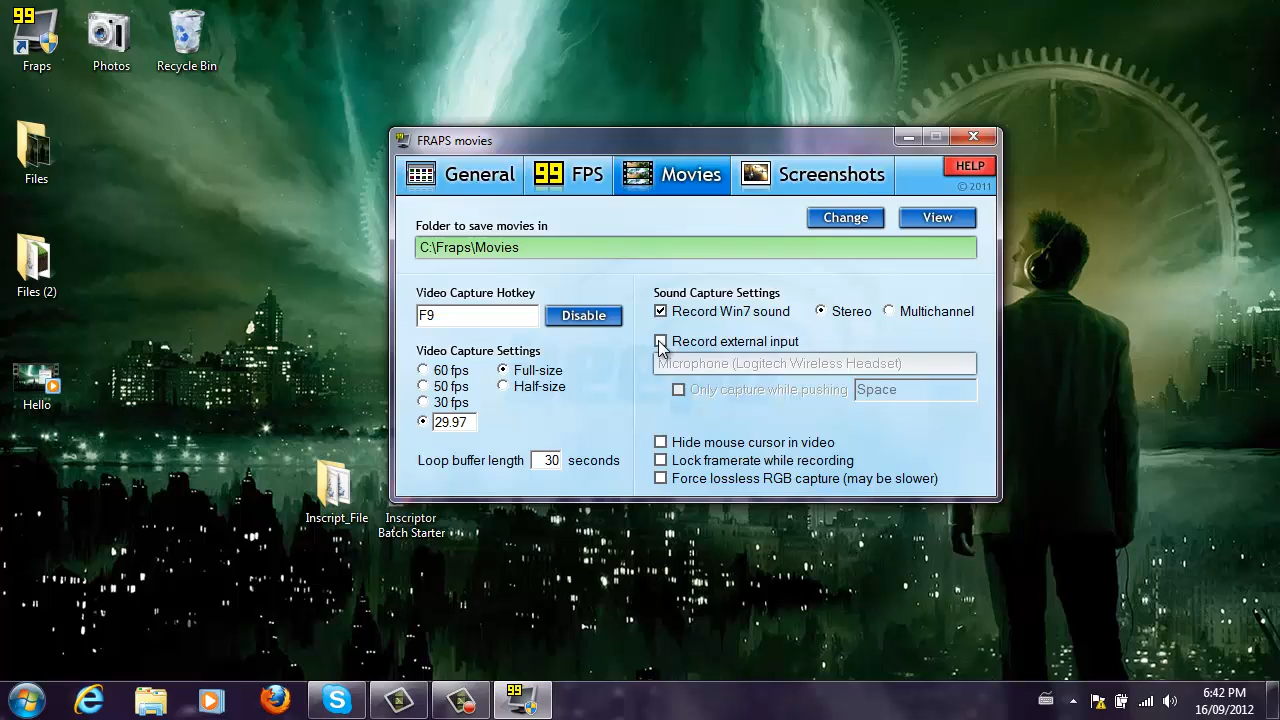 99
Fraps
Photos
Recycle Bin
Files
Files (2)
Hello
Inscript_File
Inscriptor
Batch Starter
FRAPS movies
General
99 FPS
Movies
Screenshots
HELP
© 2011
Folder to save movies in
Change
View
C:\Fraps\Movies
Video Capture Hotkey
F9
Disable
Video Capture Settings
60 fps
50 fps
30 fps
29.97
Full-size
Half-size
Loop buffer length 30 seconds
Sound Capture Settings
Record Win7 sound
Stereo
Multichannel
Record external input
Microphone (Logitech Wireless Headset)
Only capture while pushing
Space
Hide mouse cursor in video
Lock framerate while recording
Force lossless RGB capture (may be slower)
99
6:42 PM
16/09/2012